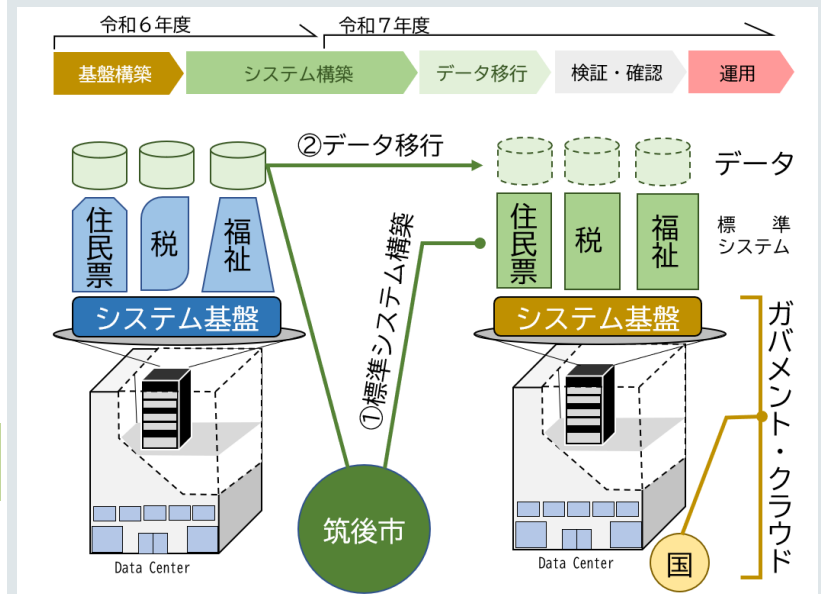 令和6年度
令和7年度
基盤構築
システム構築
データ移行
検証・確認
運用
②データ移行
データ
住民票
税
福祉
①標準システム構築
住民票
税
福祉
標　準
システム
システム基盤
システム基盤
ガバメント・クラウド
筑後市
国
Data Center
Data Center